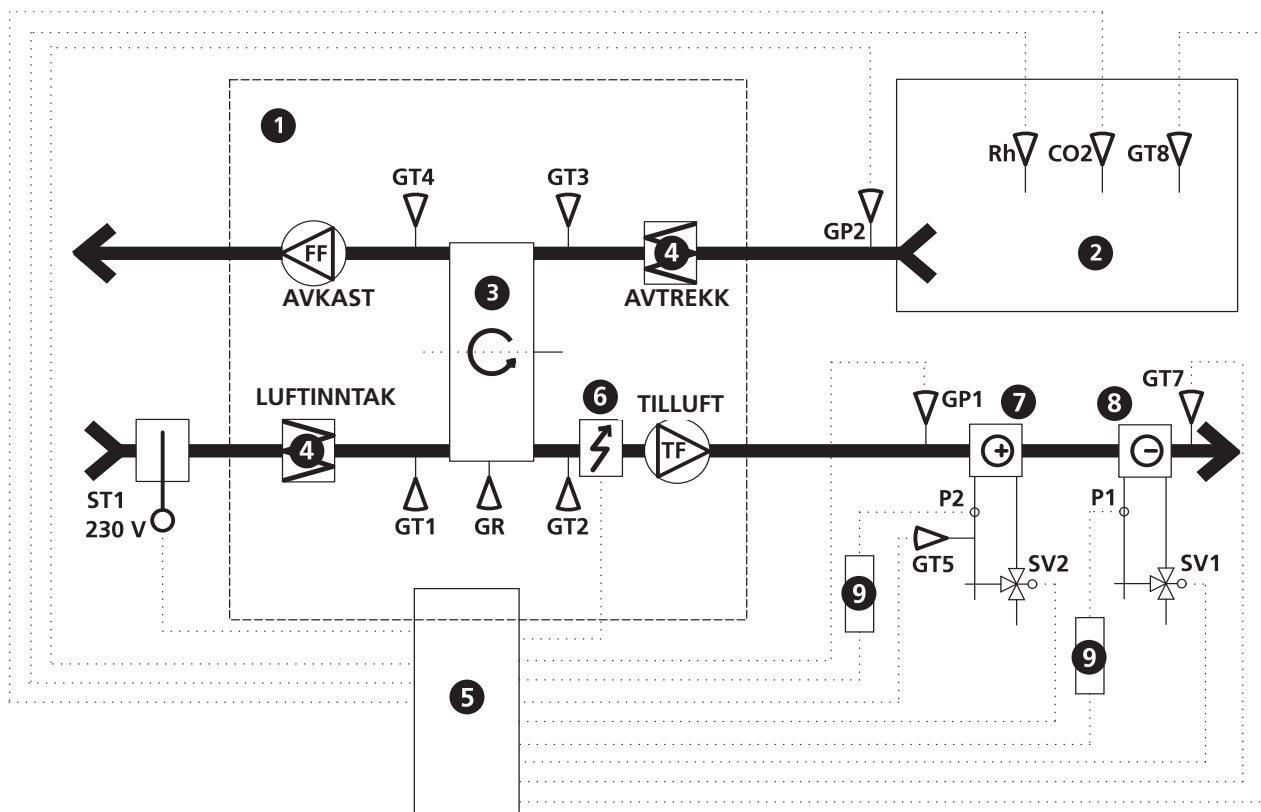 1
Rh
CO2
GT8
GT4
GT3
GP2
FF
4
2
AVKAST
3
AVTREKK
LUFTINNTAK
6
TILLUFT
GP1
7
8
GT7
4
TF
+
−
ST1
230 V
GT1
GR
GT2
P2
P1
GT5
SV2
SV1
9
9
5